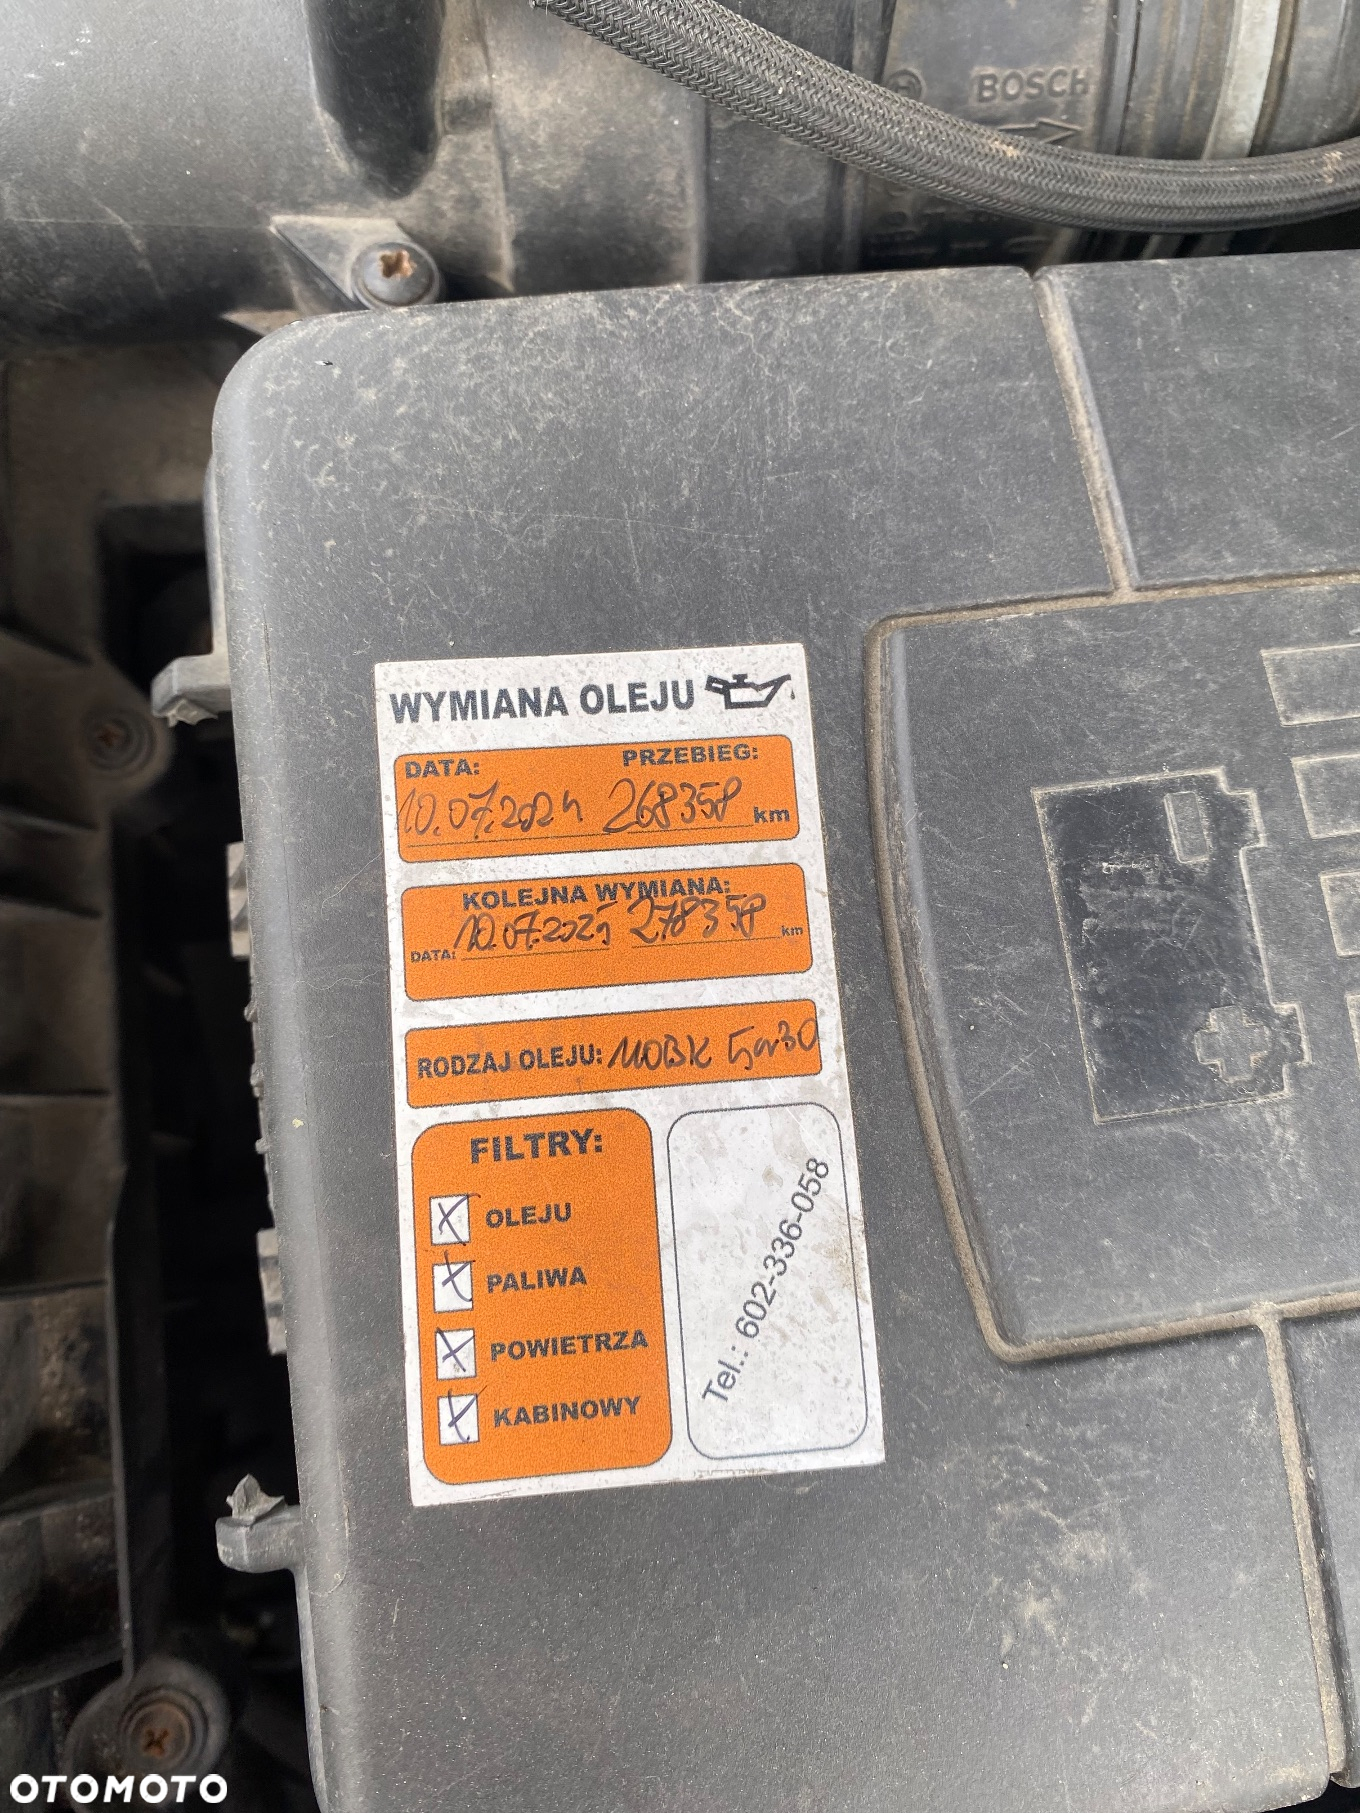 BOSCH
WYMIANA OLEJU
DATA: PRZEBIEG:
10.07.2024 268358 km
KOLEJNA WYMIANA:
DATA: 10.07.2025 278358 km
RODZAJ OLEJU: 5w30
FILTRY:
X OLEJU
X PALIWA
X POWIETRZA
X KABINOWY
Tel.: 602-336-058
OTOMOTO